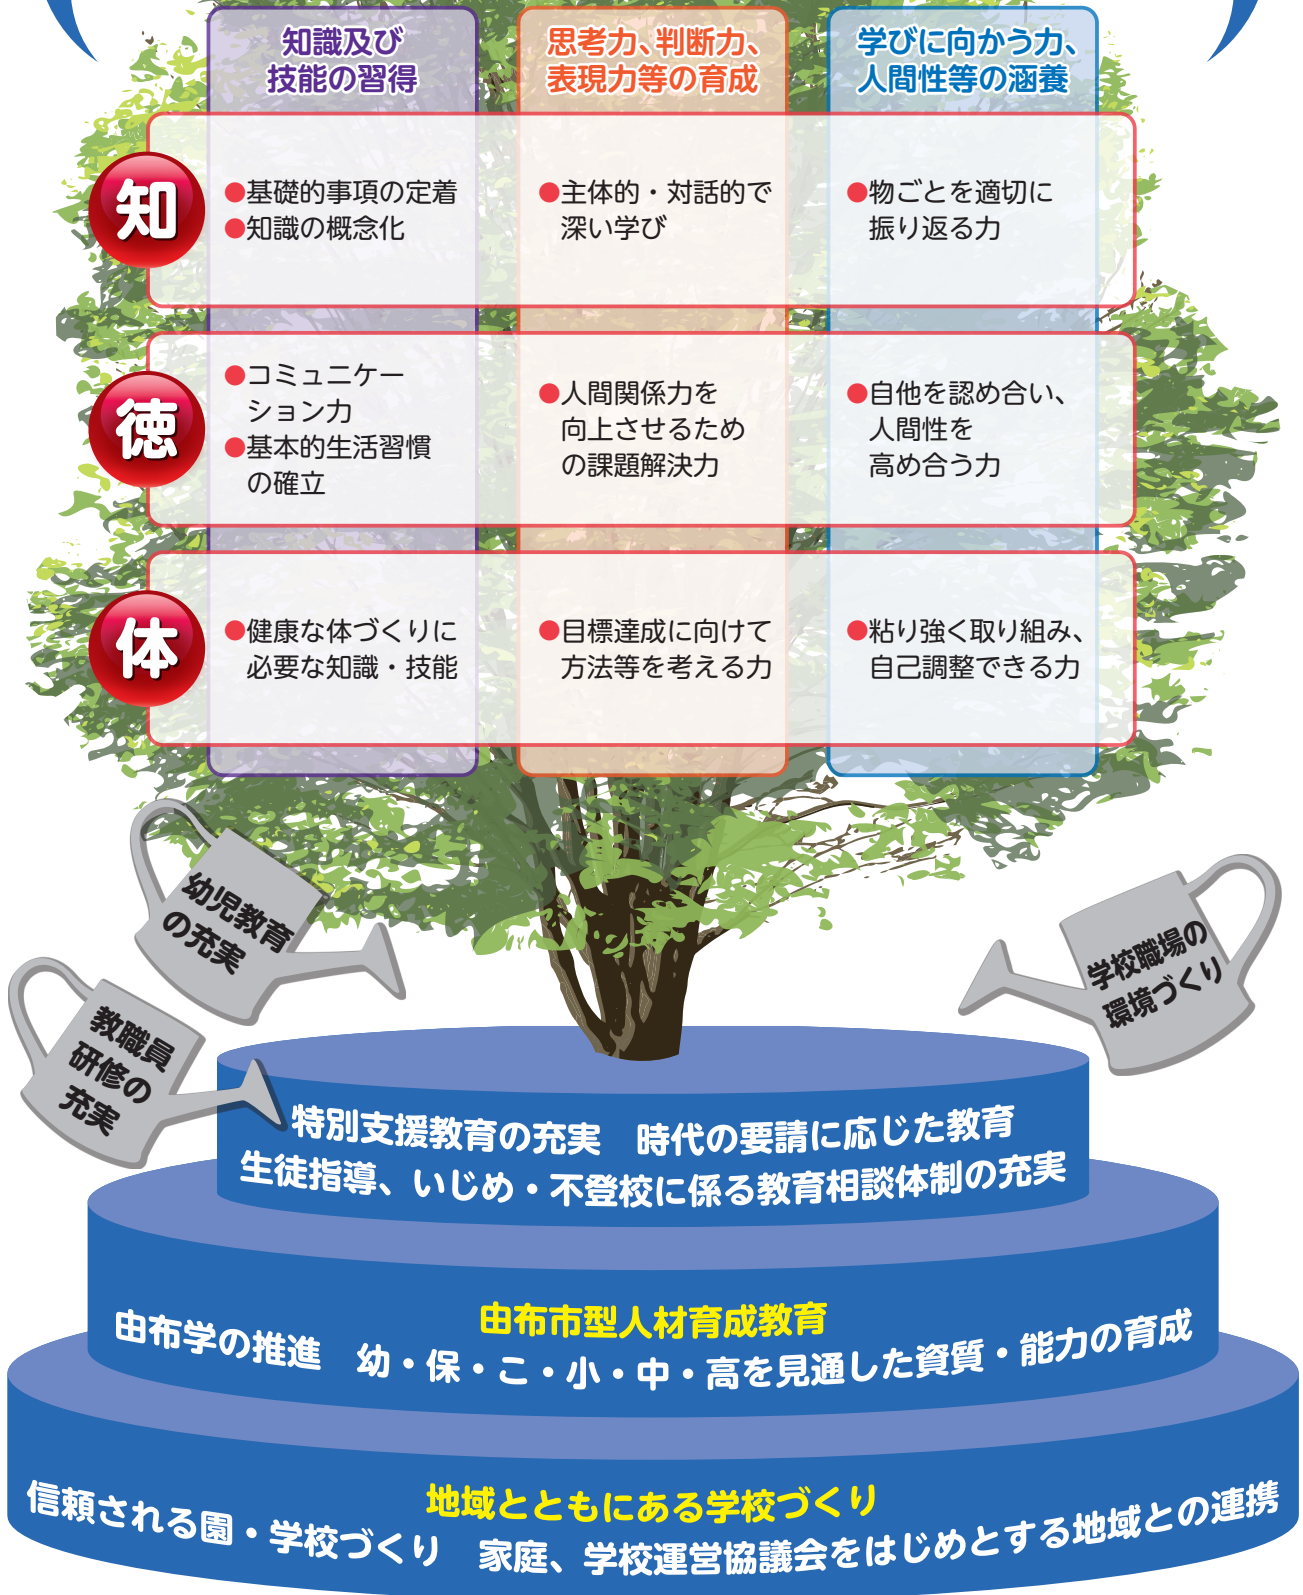 知識及び
技能の習得
思考力、判断力、
表現力等の育成
学びに向かう力、
人間性等の涵養
知
●基礎的事項の定着
●知識の概念化
●主体的・対話的で
深い学び
●物ごとを適切に
振り返る力
徳
●コミュニケー
ション力
●基本的生活習慣
の確立
●人間関係力を
向上させるため
の課題解決力
●自他を認め合い、
人間性を
高め合う力
体
●健康な体づくりに
必要な知識・技能
●目標達成に向けて
方法等を考える力
●粘り強く取り組み、
自己調整できる力
幼児教育
の充実
教職員
研修の
充実
学校職場の
環境づくり
特別支援教育の充実　時代の要請に応じた教育
生徒指導、いじめ・不登校に係る教育相談体制の充実
由布市型人材育成教育
由布学の推進　幼・保・こ・小・中・高を見通した資質・能力の育成
地域とともにある学校づくり
信頼される園・学校づくり　家庭、学校運営協議会をはじめとする地域との連携